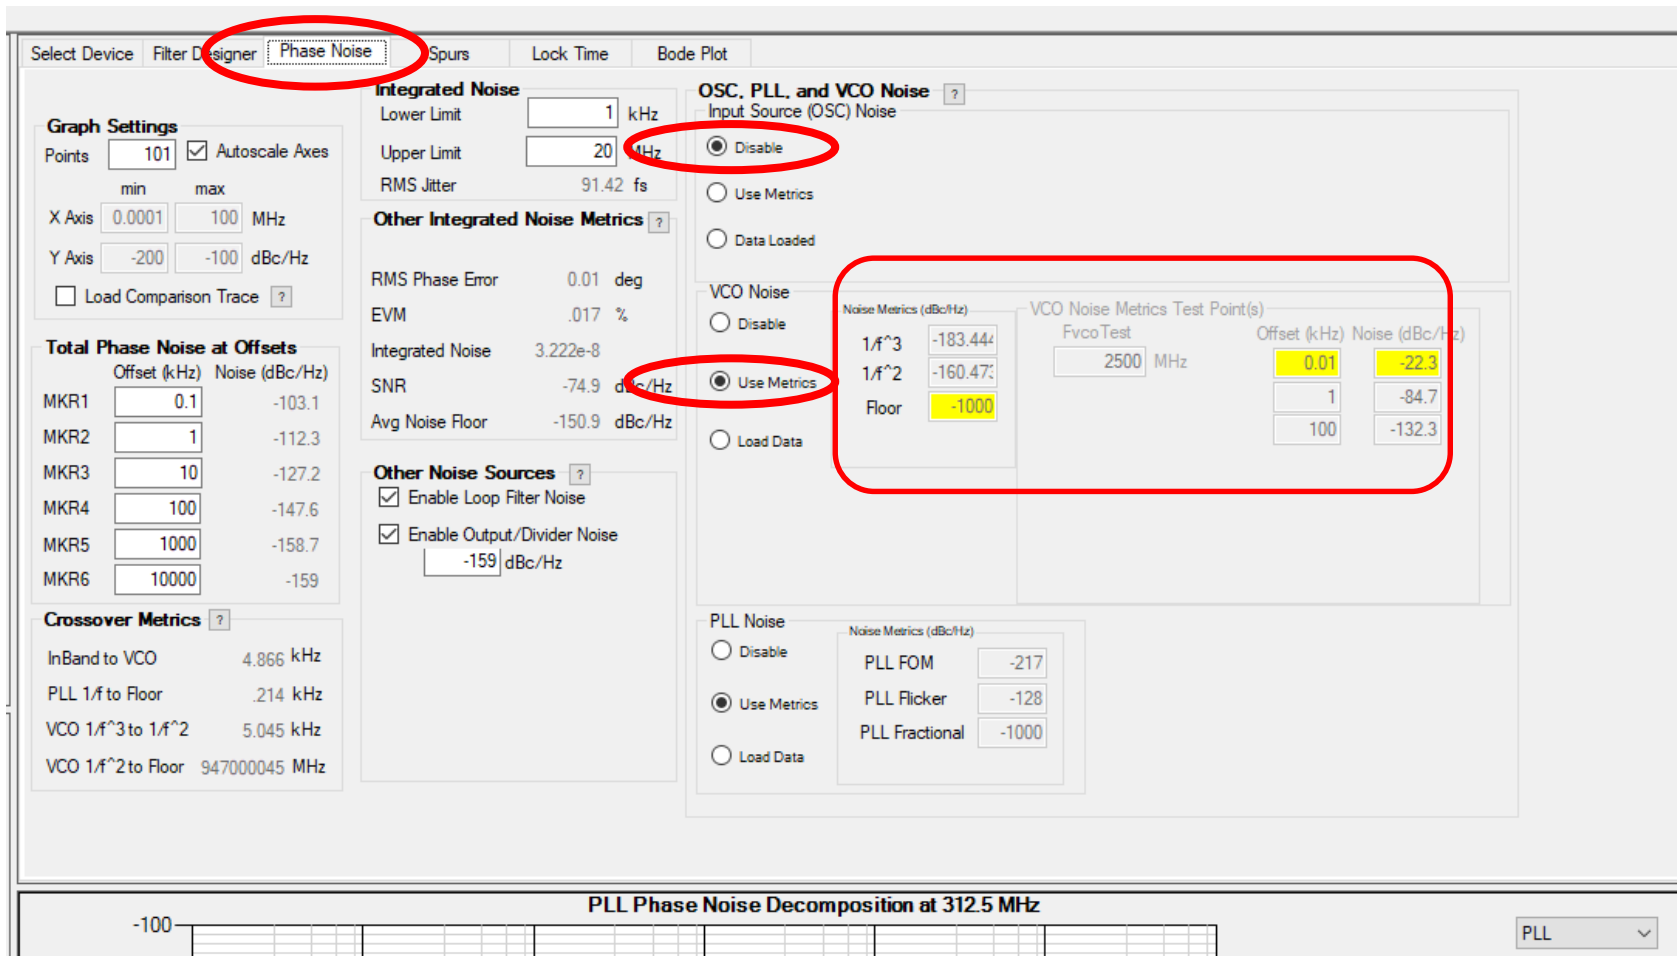 Select Device Filter Designer Phase Noise Spurs Lock Time Bode Plot
Graph Settings
Points 101 Autoscale Axes
min max
X Axis 0.0001 100 MHz
Y Axis -200 -100 dBc/Hz
Load Comparison Trace ?
Total Phase Noise at Offsets
Offset (kHz) Noise (dBc/Hz)
MKR1 0.1 -103.1
MKR2 1 -112.3
MKR3 10 -127.2
MKR4 100 -147.6
MKR5 1000 -158.7
MKR6 10000 -159
Crossover Metrics ?
InBand to VCO 4.866 kHz
PLL 1/f to Floor .214 kHz
VCO 1/f^3 to 1/f^2 5.045 kHz
VCO 1/f^2 to Floor 947000045 MHz
Integrated Noise
Lower Limit 1 kHz
Upper Limit 20 MHz
RMS Jitter 91.42 fs
Other Integrated Noise Metrics ?
RMS Phase Error 0.01 deg
EVM .017 %
Integrated Noise 3.222e-8
SNR -74.9 dBc/Hz
Avg Noise Floor -150.9 dBc/Hz
Other Noise Sources ?
Enable Loop Filter Noise
Enable Output/Divider Noise
-159 dBc/Hz
OSC, PLL, and VCO Noise ?
Input Source (OSC) Noise
Disable
Use Metrics
Data Loaded
VCO Noise
Disable
Use Metrics
Load Data
Noise Metrics (dBc/Hz)
1/f^3 -183.444
1/f^2 -160.473
Floor -1000
VCO Noise Metrics Test Point(s)
FvcoTest Offset (kHz) Noise (dBc/Hz)
2500 MHz 0.01 -22.3
1 -84.7
100 -132.3
PLL Noise
Disable
Use Metrics
Load Data
Noise Metrics (dBc/Hz)
PLL FOM -217
PLL Flicker -128
PLL Fractional -1000
PLL Phase Noise Decomposition at 312.5 MHz
-100
PLL